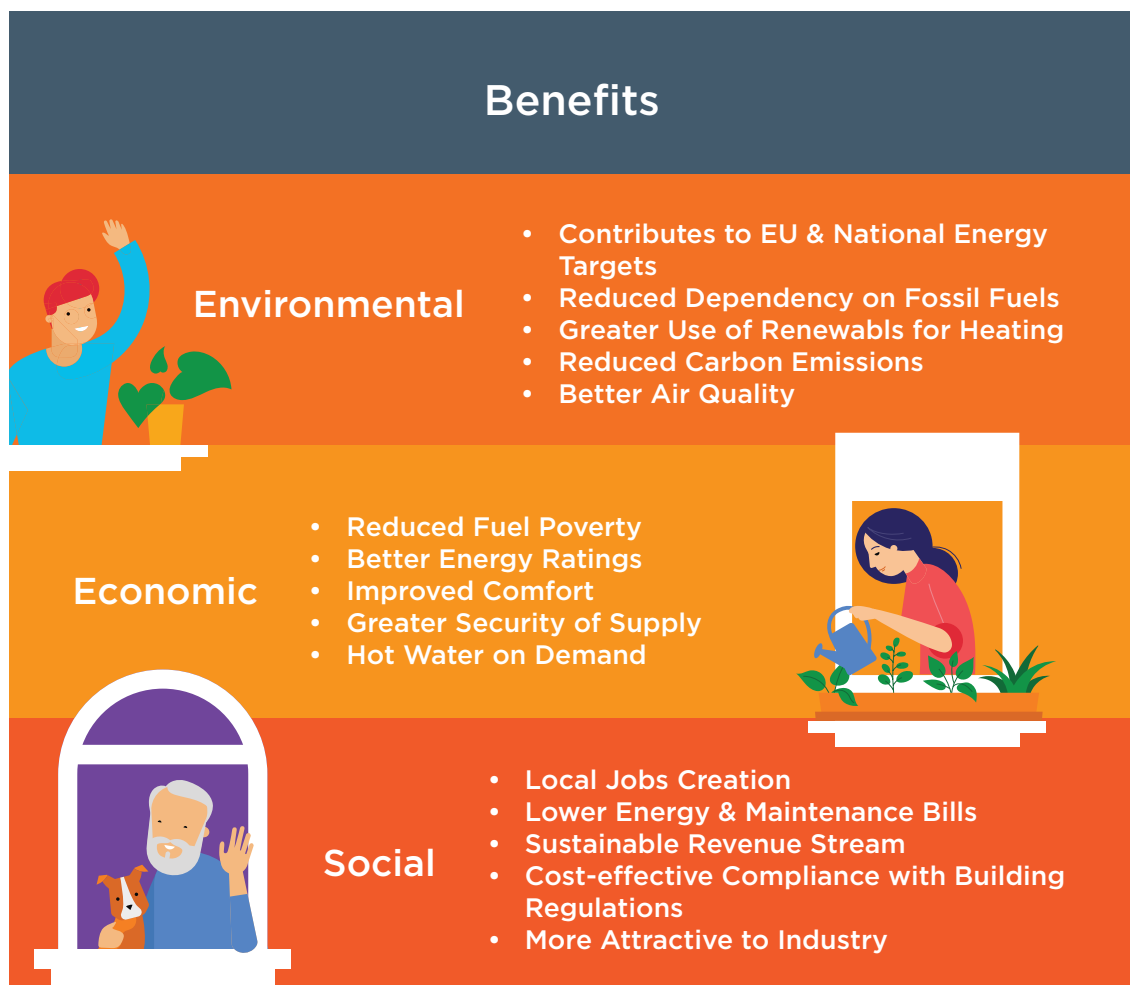 Benefits
Environmental
• Contributes to EU & National Energy
Targets
• Reduced Dependency on Fossil Fuels
• Greater Use of Renewabls for Heating
• Reduced Carbon Emissions
• Better Air Quality
Economic
• Reduced Fuel Poverty
• Better Energy Ratings
• Improved Comfort
• Greater Security of Supply
• Hot Water on Demand
Social
• Local Jobs Creation
• Lower Energy & Maintenance Bills
• Sustainable Revenue Stream
• Cost-effective Compliance with Building
Regulations
• More Attractive to Industry